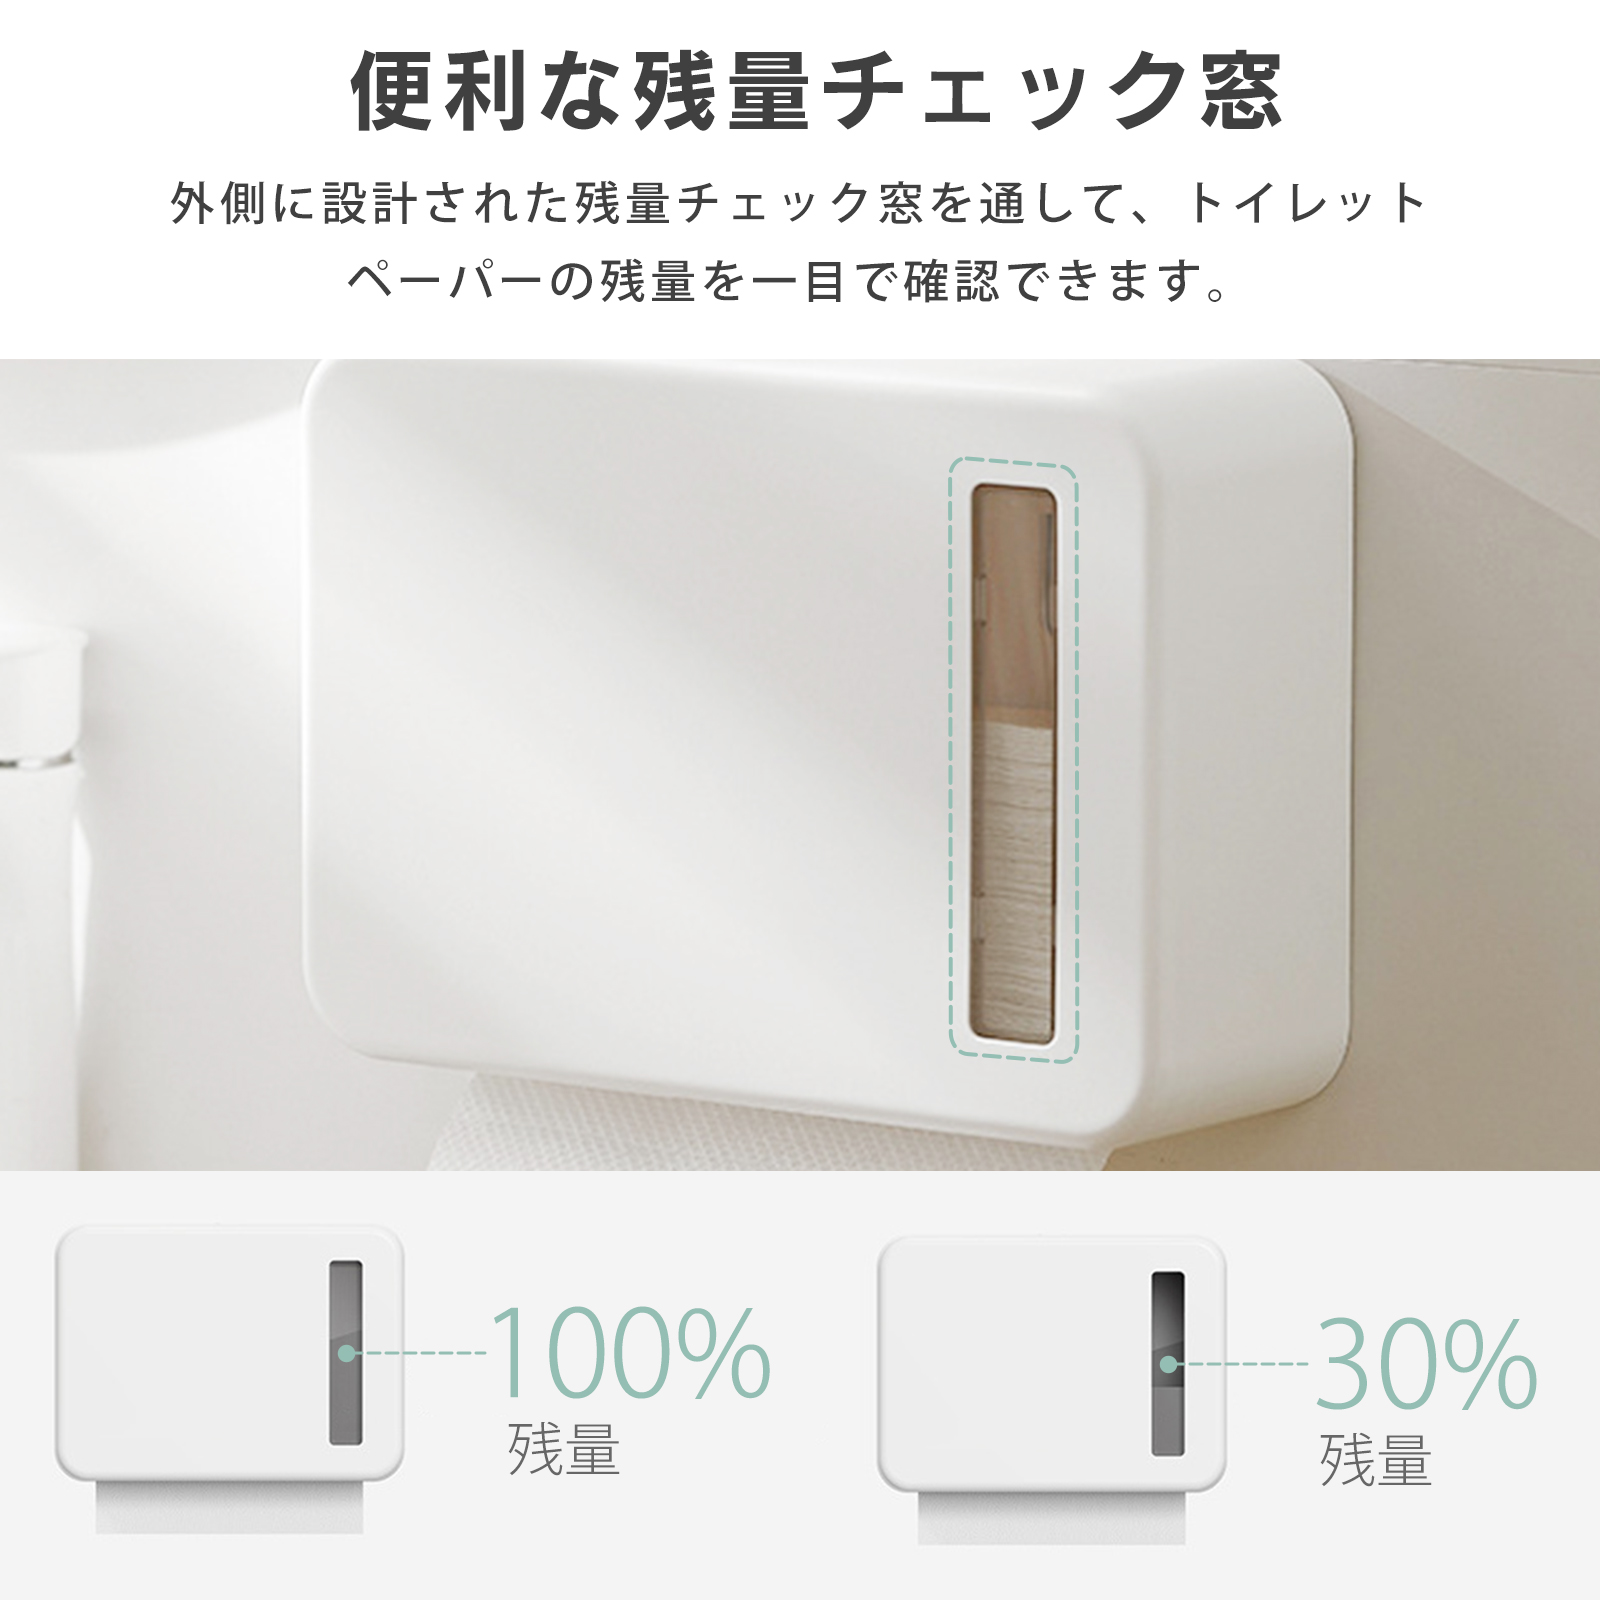 便利な残量チェック窓
外側に設計された残量チェック窓を通して、トイレット
ペーパーの残量を一目で確認できます。
100%
残量
30%
残量